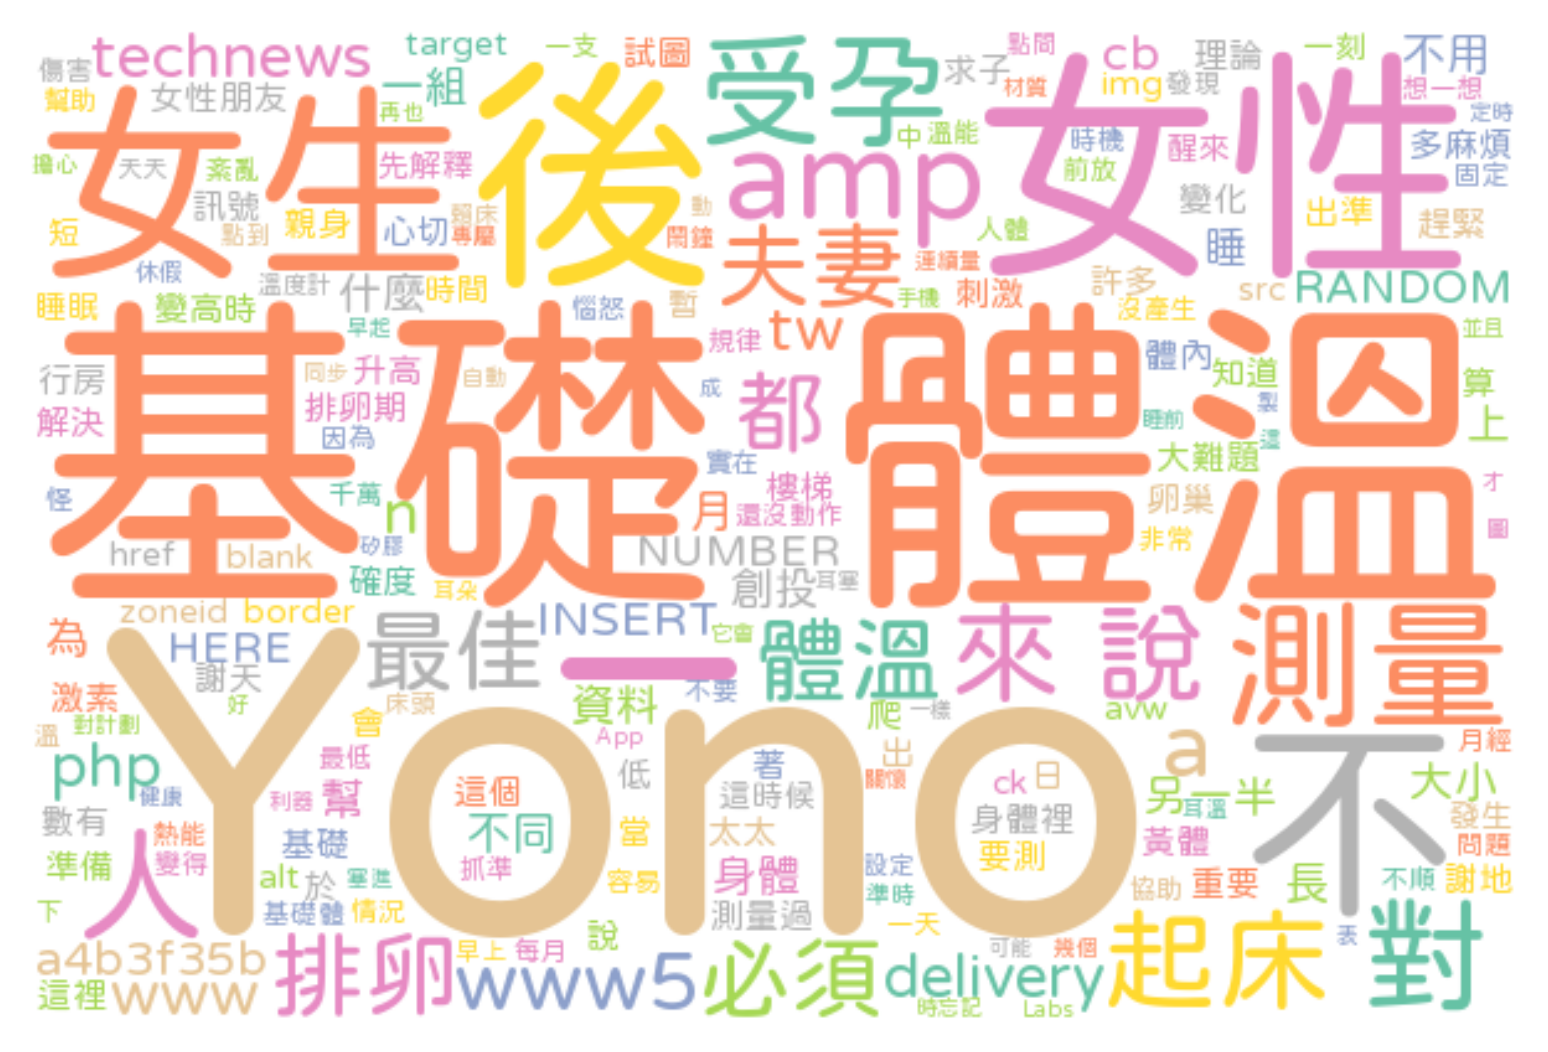 technews target 一支 試圖 受孕 點問 cb 理論 一刻 不用
傷害 一組 後 求子 材質 img 發現 女性 想一想
幫助 女性朋友 再也 中 溫能 時機 醒來 定時
女生 先解釋 amp 前放 多麻煩
擔心 天天 紊亂 訊號 變化 固定
短 點到 親身 心切 賴床 專屬 動 鬧鐘 夫妻 人體 睡 出準 趕緊
休假 溫度計 什麼 時間 惱怒 暫 連續量 手機 刺激 許多 src RANDOM
睡眠 變高時 早起 規律 tw 沒產生 並且
基礎體溫
行房 同步 升高 自動 成 都 體內 知道 製 算
解決 排卵期 因為 睡前 這 上
怪 千萬 n 實在 樓梯 大難題 才
月 還沒動作 卵巢 圖
href blank 矽膠 NUMBER 非常
確度 耳朵 創投 耳塞
zoneid border INSERT 它會
為 HERE 最佳 一 體溫 來 說 測量
謝天 激素 好 床頭 資料 不要 爬 一樣 avw
溫 對計劃 會 App 出 a 月經
Yono
php 最低 低 著 關懷 ck 日 另一半 不 大小
健康 利器 幫 這個 這時候 耳溫
數有 熱能 基礎 不同 當 太太 身體裡 黃體 發生
準備 人 變得 抓準 要測 問題
alt 於 塞進 容易 身體 設定 協助 重要 長 不順 謝地
下 基礎體 情況 測量過 準時 一天
排卵 早上 每月 說 可能 幾個 起床 表 對
a4b3f35b www5 必須 delivery
這裡 www 時忘記 Labs